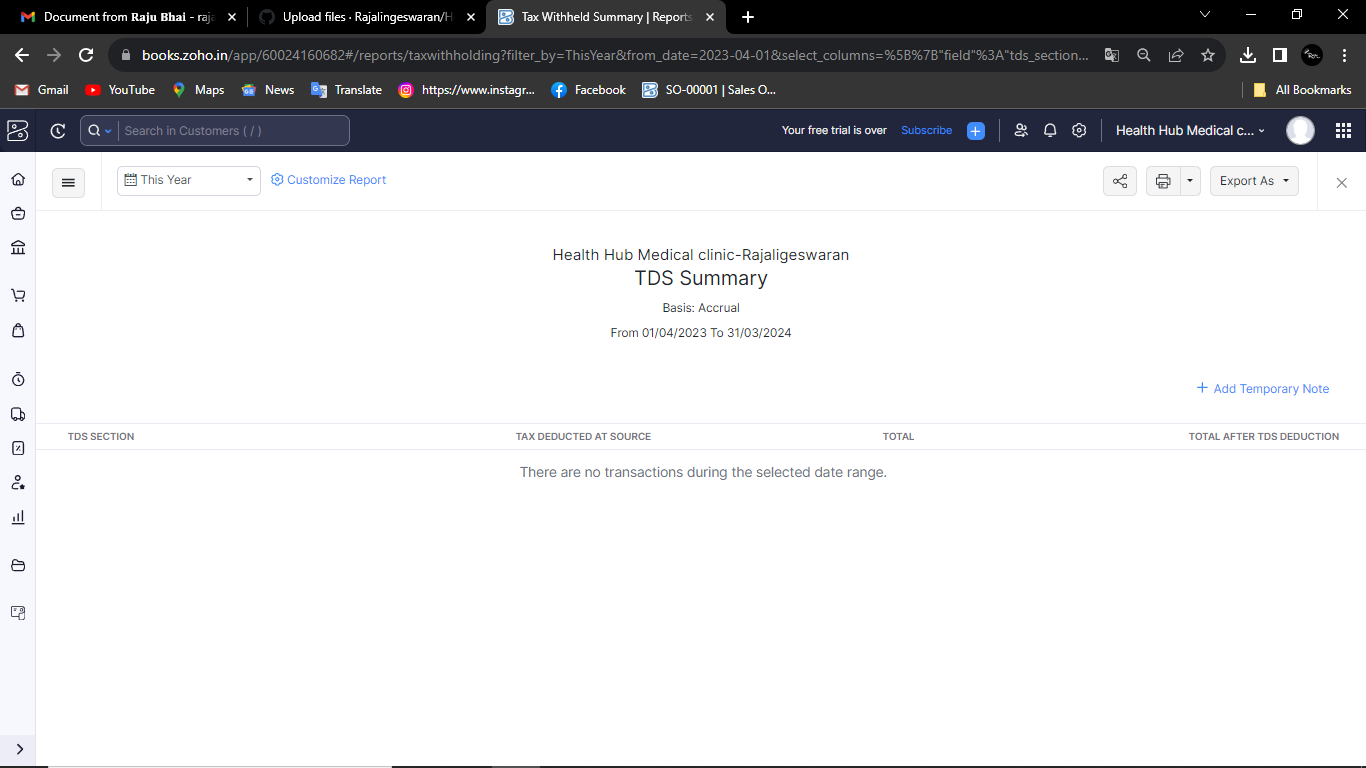 Document from Raju Bhai - raja
Upload files · Rajalingeswaran/H
Tax Withheld Summary | Reports
books.zoho.in/app/60024160682#/reports/taxwithholding?filter_by=ThisYear&from_date=2023-04-01&select_columns=%5B%7B"field"%3A"tds_section...
Gmail
YouTube
Maps
News
Translate
https://www.instagr...
Facebook
SO-00001 | Sales O...
All Bookmarks
Search in Customers ( / )
Your free trial is over
Subscribe
Health Hub Medical c...
This Year
Customize Report
Export As
Health Hub Medical clinic-Rajaligeswaran
TDS Summary
Basis: Accrual
From 01/04/2023 To 31/03/2024
+ Add Temporary Note
TDS SECTION TAX DEDUCTED AT SOURCE TOTAL TOTAL AFTER TDS DEDUCTION
There are no transactions during the selected date range.